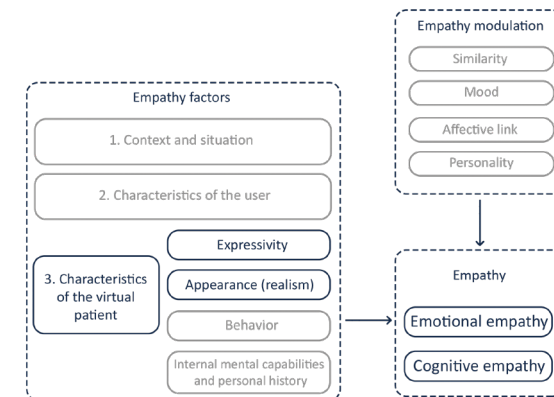 Empathy modulation
Similarity
Mood
Affective link
Personality
Empathy factors
1. Context and situation
2. Characteristics of the user
3. Characteristics
of the virtual
patient
Expressivity
Appearance (realism)
Behavior
Internal mental capabilities
and personal history
Empathy
Emotional empathy
Cognitive empathy